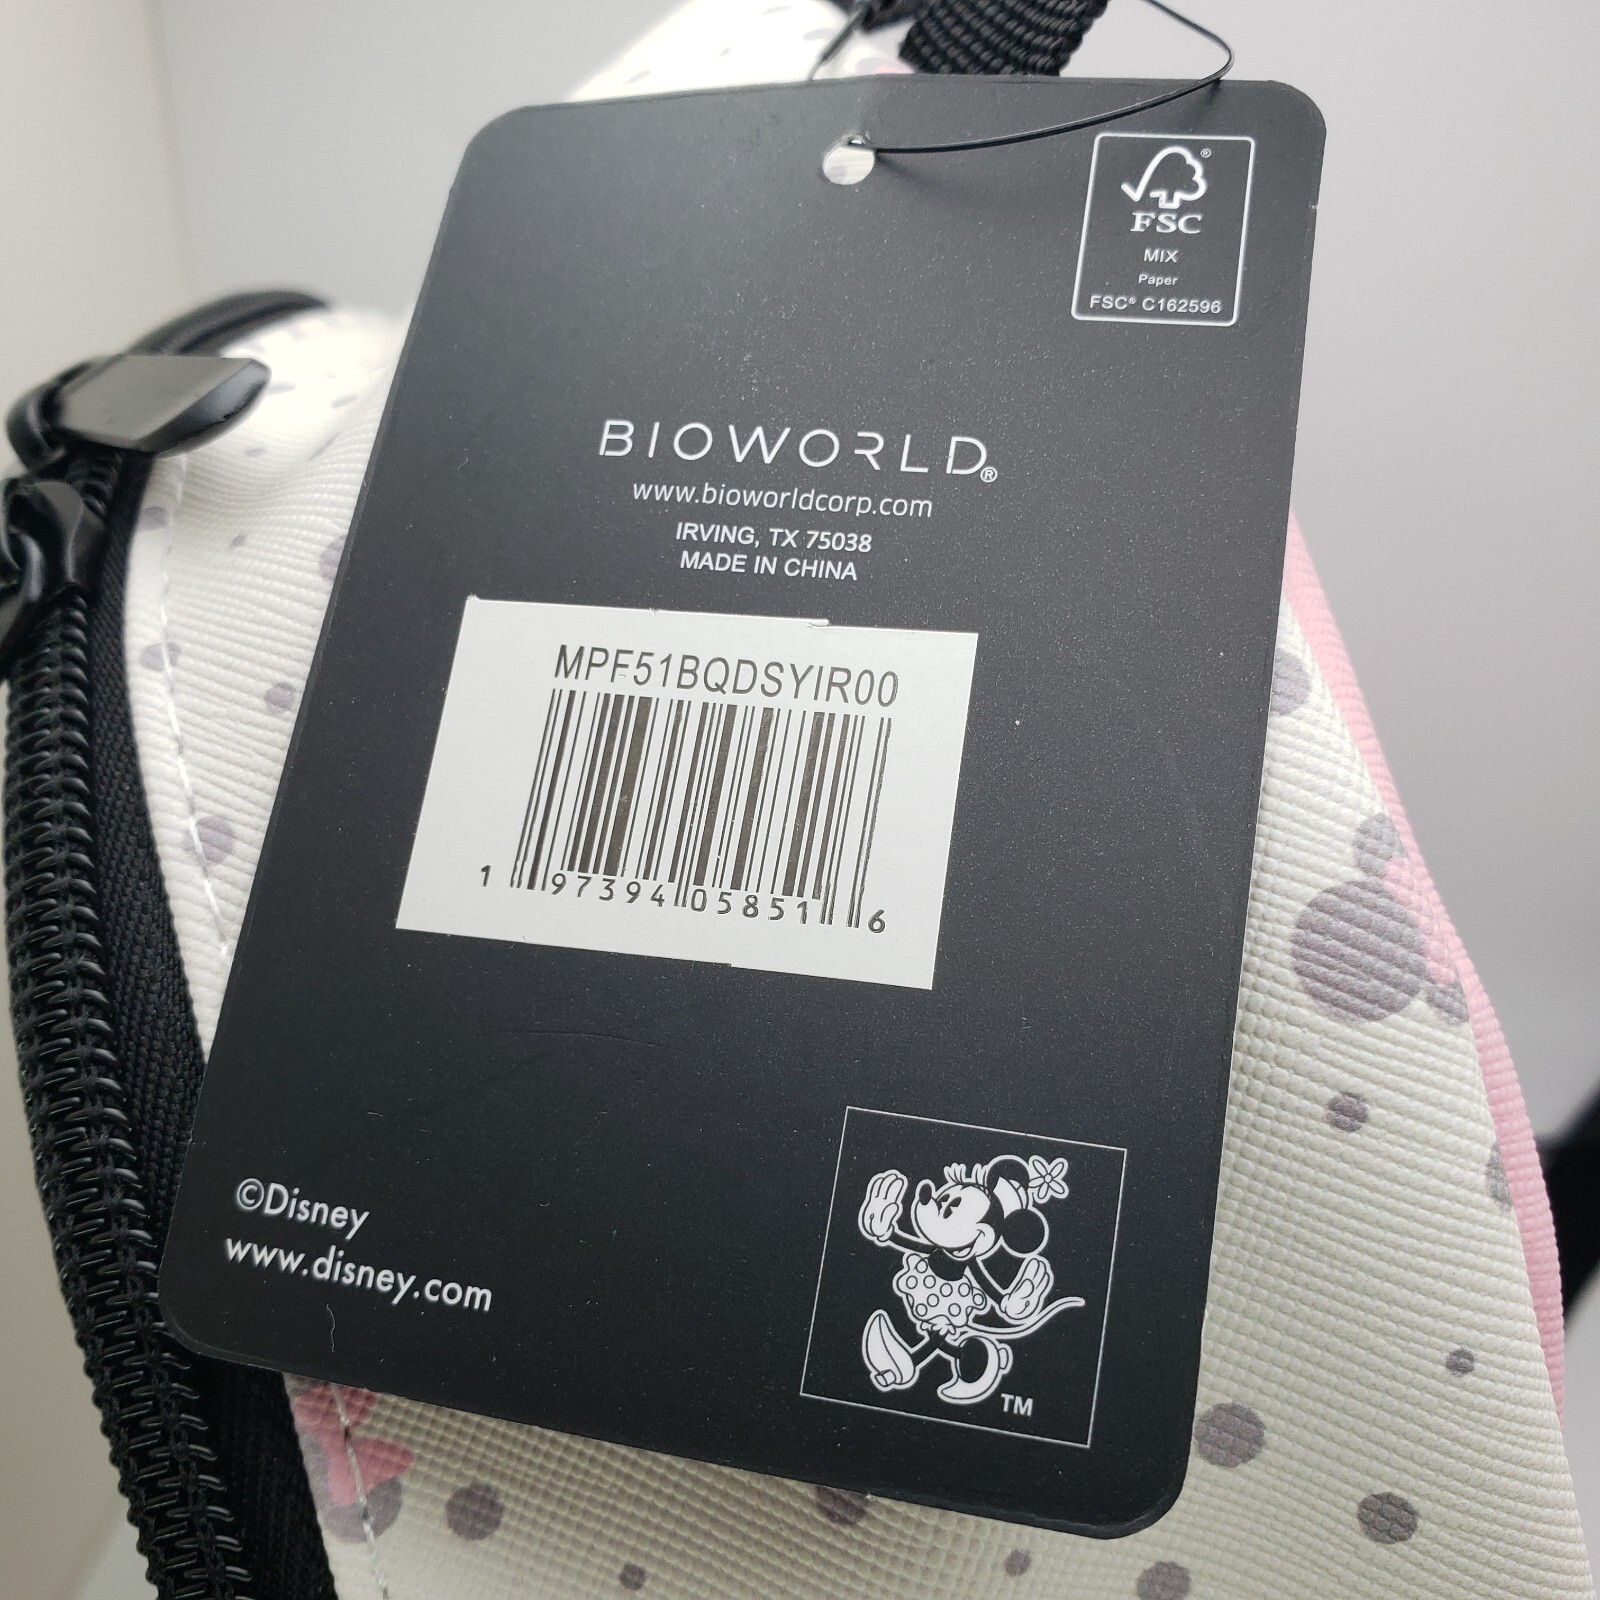 FSC
MIX
Paper
FSC® C162596
BIOWORLD®
www.bioworldcorp.com
IRVING, TX 75038
MADE IN CHINA
MPF51BQDSYIR00
1 97394 05851 6
©Disney
www.disney.com
TM